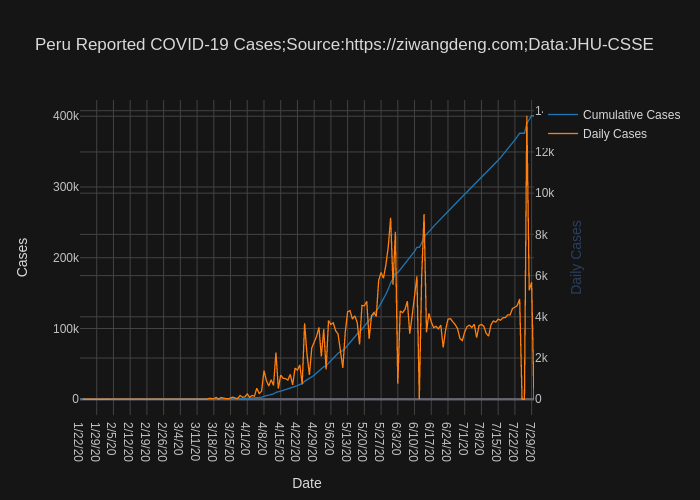 Peru Reported COVID-19 Cases;Source:https://ziwangdeng.com;Data:JHU-CSSE
Cumulative Cases
Daily Cases
400k
300k
200k
100k
0
Cases
12k
10k
8k
6k
4k
2k
0
Daily Cases
1/22/20
1/29/20
2/5/20
2/12/20
2/19/20
2/26/20
3/4/20
3/11/20
3/18/20
3/25/20
4/1/20
4/8/20
4/15/20
4/22/20
4/29/20
5/6/20
5/13/20
5/20/20
5/27/20
6/3/20
6/10/20
6/17/20
6/24/20
7/1/20
7/8/20
7/15/20
7/22/20
7/29/20
Date